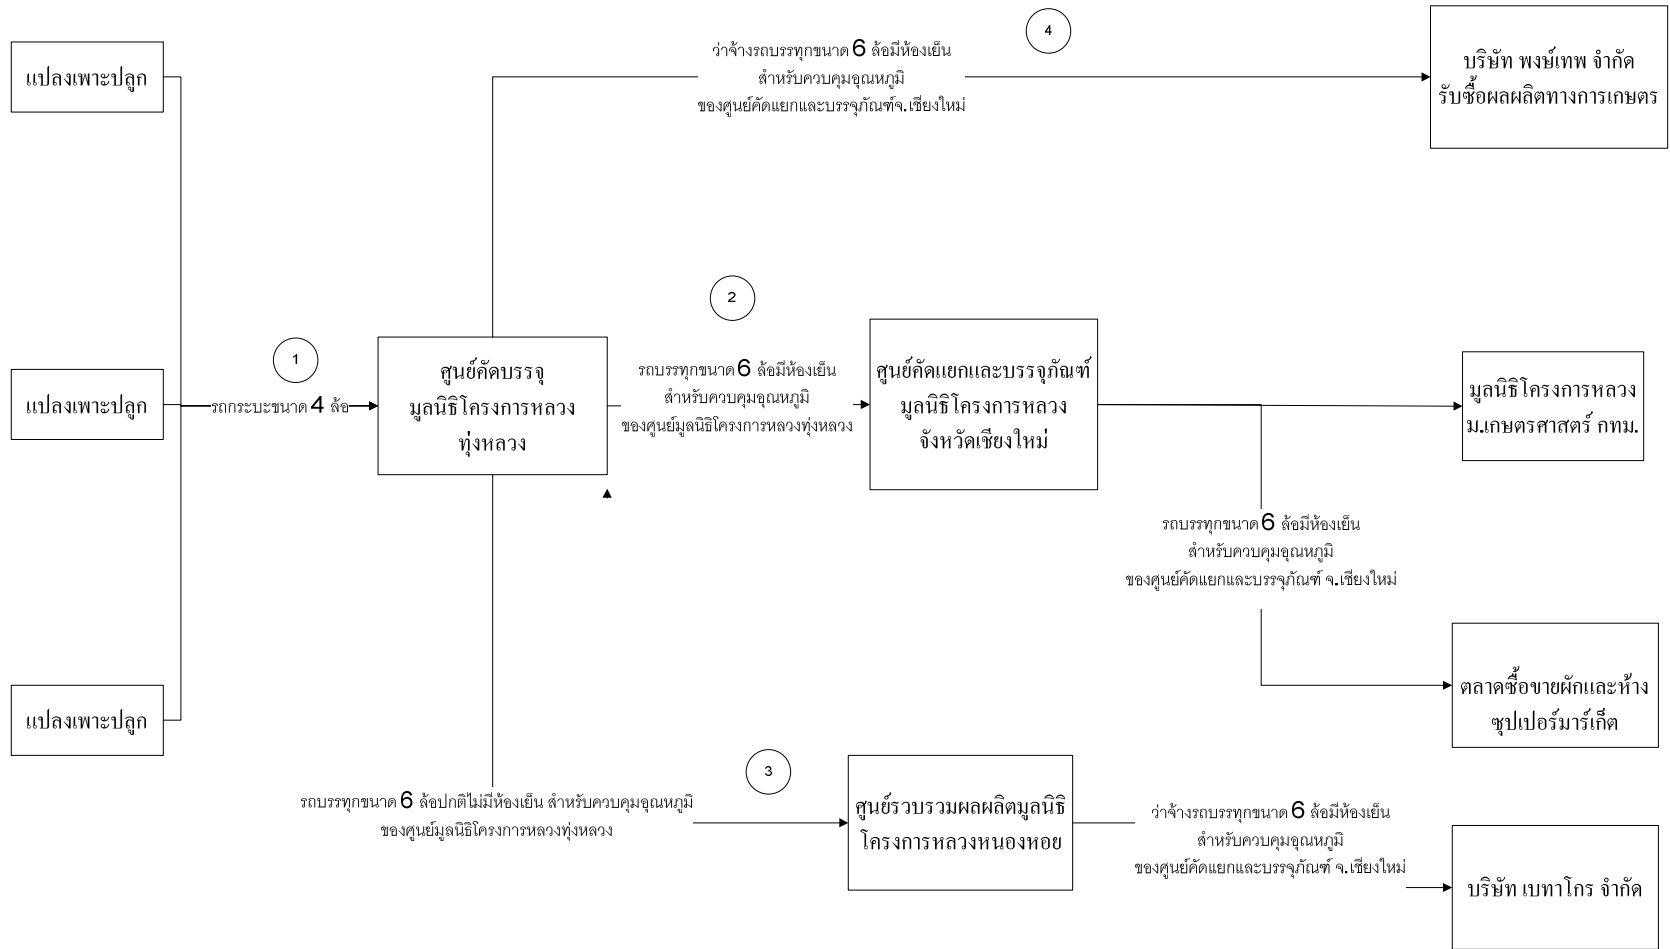 4
ว่าจ้างรถบรรทุกขนาด 6 ล้อมีห้องเย็น
สำหรับควบคุมอุณหภูมิ
ของศูนย์คัดแยกและบรรจุภัณฑ์จ.เชียงใหม่
บริษัท พงษ์เทพ จำกัด
รับซื้อผลผลิตทางการเกษตร
แปลงเพาะปลูก
แปลงเพาะปลูก
แปลงเพาะปลูก
1
รถกระบะขนาด 4 ล้อ
ศูนย์คัดบรรจุ
มูลนิธิโครงการหลวง
ทุ่งหลวง
2
รถบรรทุกขนาด 6 ล้อมีห้องเย็น
สำหรับควบคุมอุณหภูมิ
ของศูนย์มูลนิธิโครงการหลวงทุ่งหลวง
ศูนย์คัดแยกและบรรจุภัณฑ์
มูลนิธิโครงการหลวง
จังหวัดเชียงใหม่
มูลนิธิโครงการหลวง
ม.เกษตรศาสตร์ กทม.
รถบรรทุกขนาด 6 ล้อมีห้องเย็น
สำหรับควบคุมอุณหภูมิ
ของศูนย์คัดแยกและบรรจุภัณฑ์ จ.เชียงใหม่
ตลาดซื้อขายผักและห้าง
ซุปเปอร์มาร์เก็ต
3
รถบรรทุกขนาด 6 ล้อปกติไม่มีห้องเย็น สำหรับควบคุมอุณหภูมิ
ของศูนย์มูลนิธิโครงการหลวงทุ่งหลวง
ศูนย์รวบรวมผลผลิตมูลนิธิ
โครงการหลวงหนองหอย
ว่าจ้างรถบรรทุกขนาด 6 ล้อมีห้องเย็น
สำหรับควบคุมอุณหภูมิ
ของศูนย์คัดแยกและบรรจุภัณฑ์ จ.เชียงใหม่
บริษัท เบทาโกร จำกัด